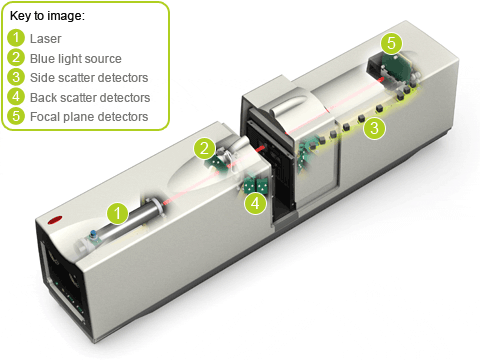 Key to image:
1 Laser
2 Blue light source
3 Side scatter detectors
4 Back scatter detectors
5 Focal plane detectors
5
3
2
4
1